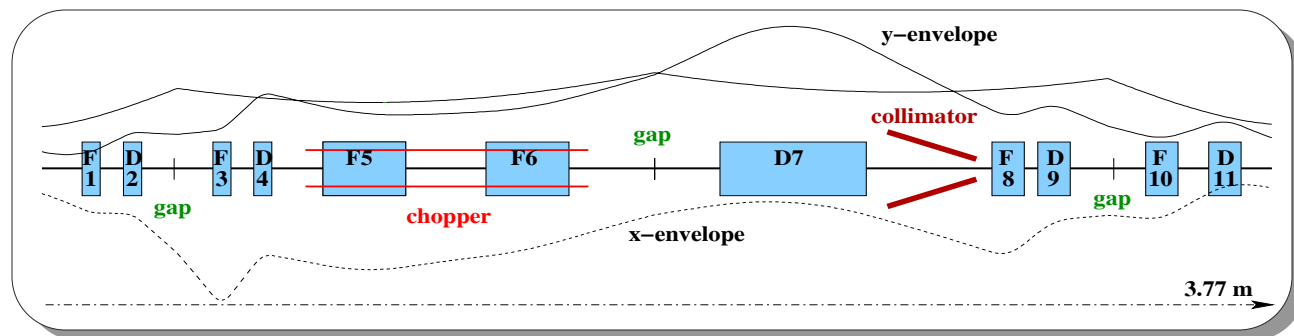 y−envelope
collimator
gap
F D F D F5 F6 D7 F D F D
1 2 3 4 8 9 10 11
gap
chopper
gap
x−envelope
3.77 m